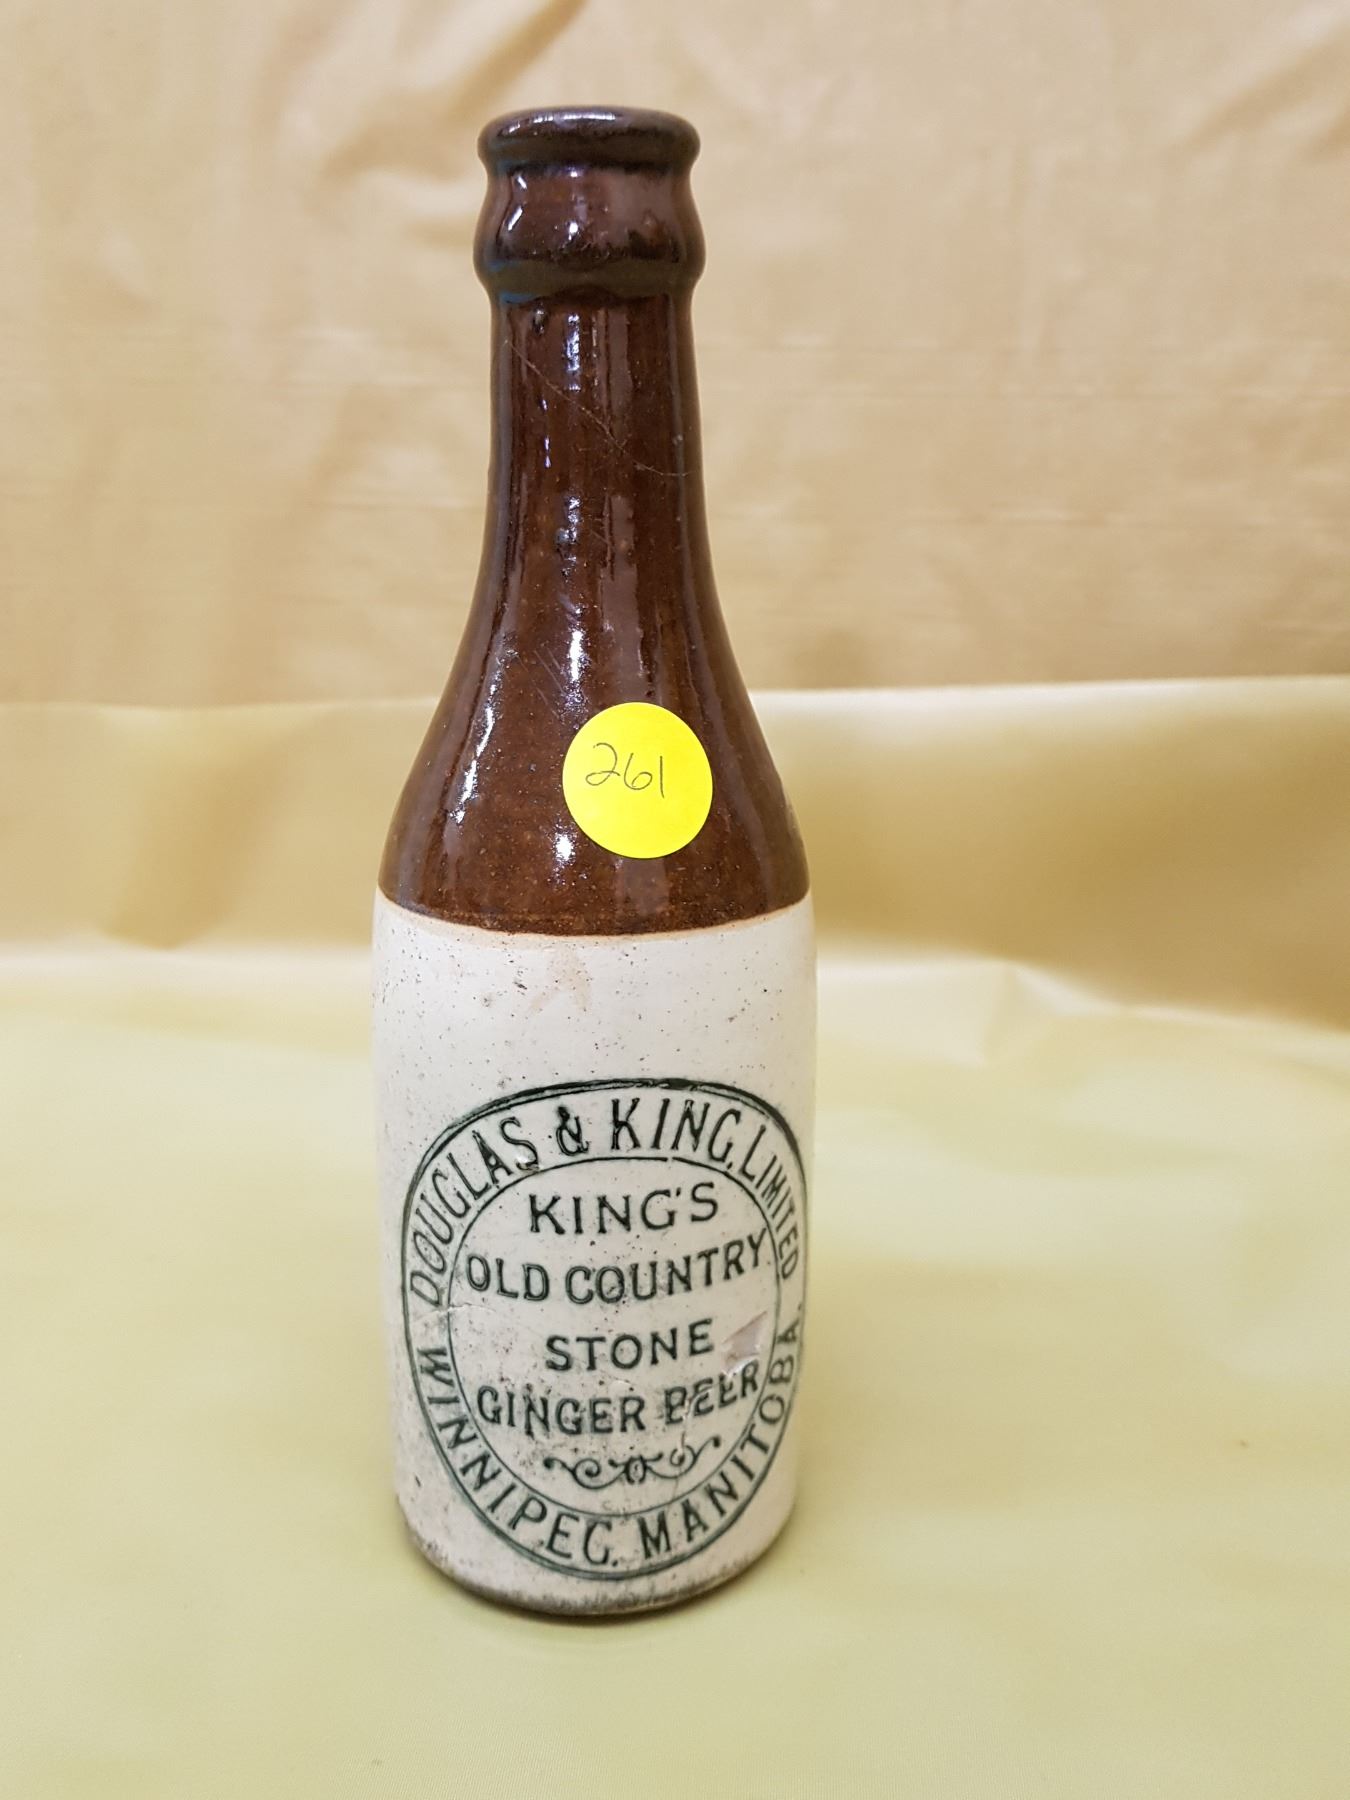 261
DOUGLAS & KING, LIMITED
KING'S
OLD COUNTRY
STONE
GINGER BEER
WINNIPEG. MANITOBA.